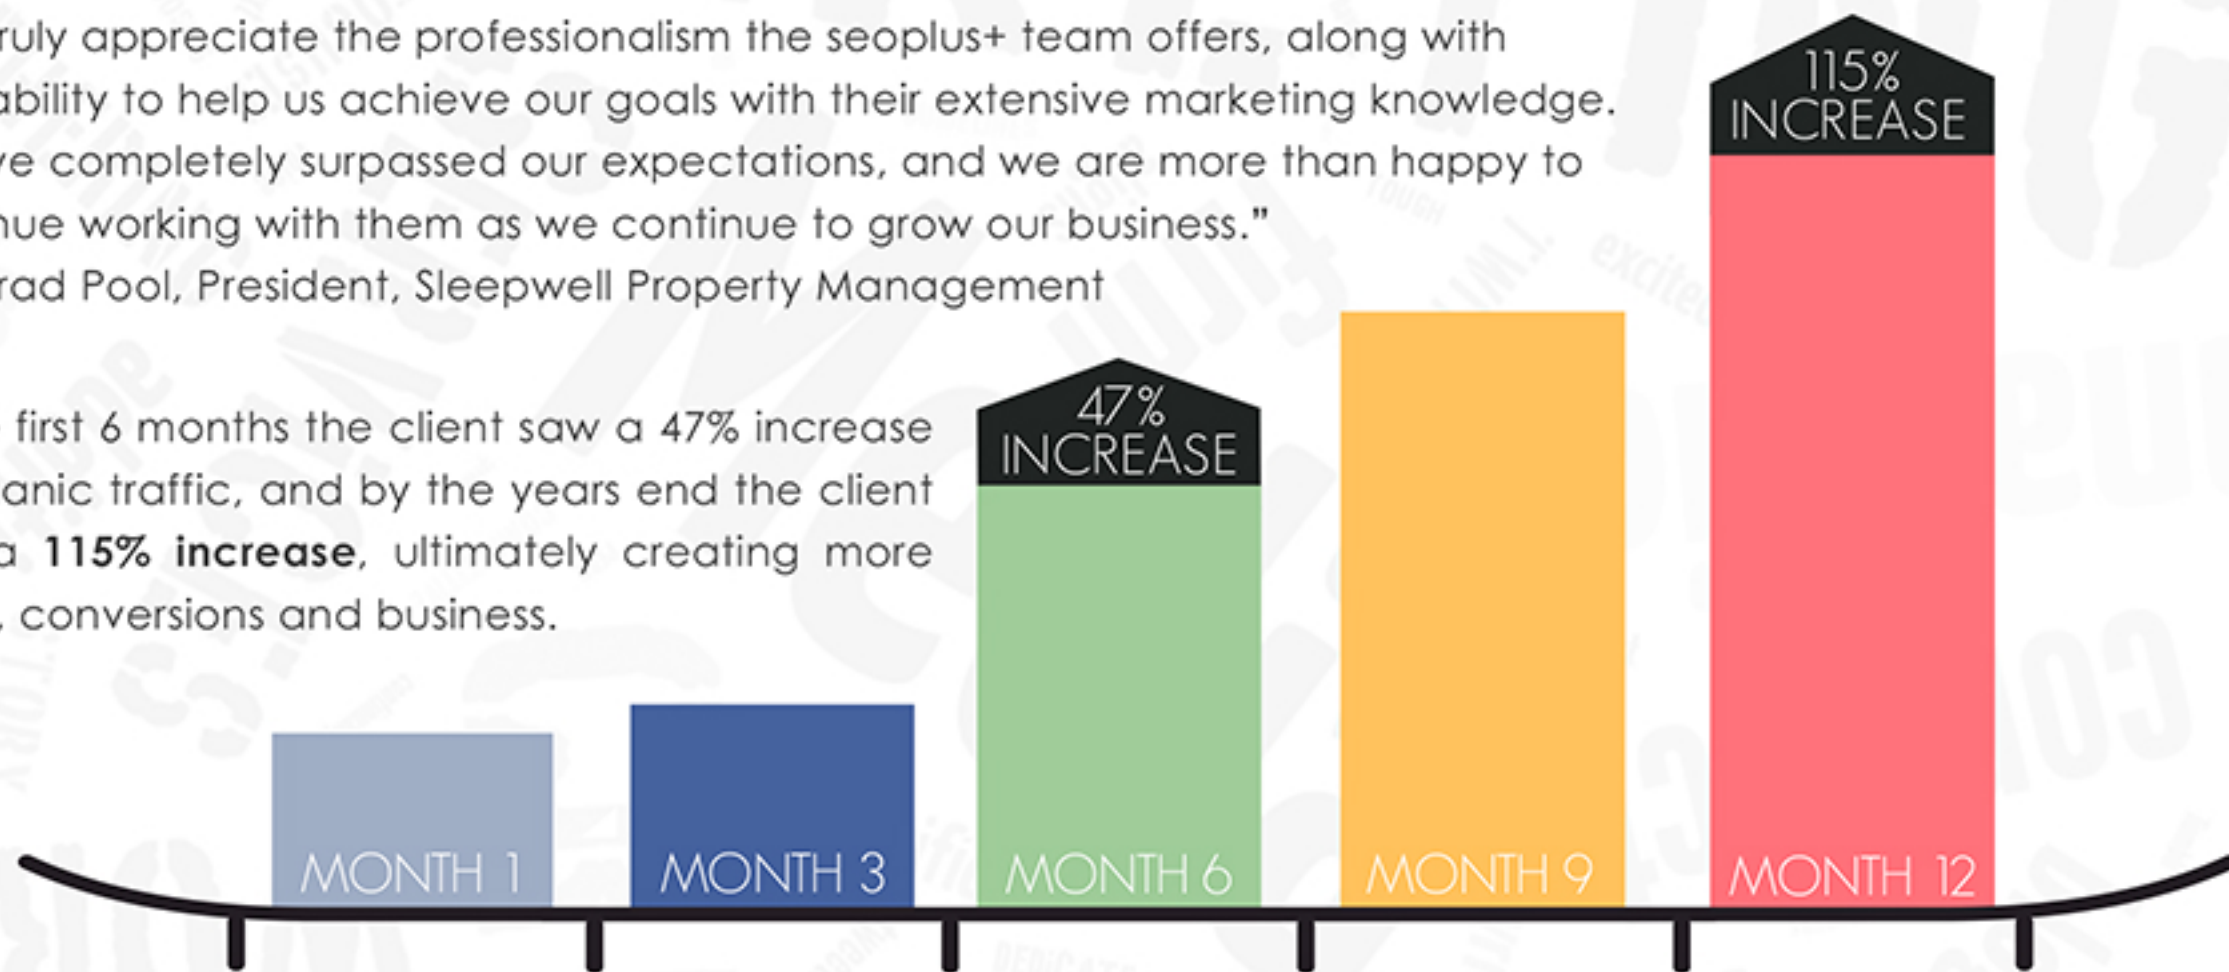 ruly appreciate the professionalism the seoplus+ team offers, along with
ability to help us achieve our goals with their extensive marketing knowledge.
ve completely surpassed our expectations, and we are more than happy to
nue working with them as we continue to grow our business.”
rad Pool, President, Sleepwell Property Management
first 6 months the client saw a 47% increase
anic traffic, and by the years end the client
a 115% increase, ultimately creating more
, conversions and business.
115%
INCREASE
47%
INCREASE
MONTH 1
MONTH 3
MONTH 6
MONTH 9
MONTH 12
TOUGH
excited
firm